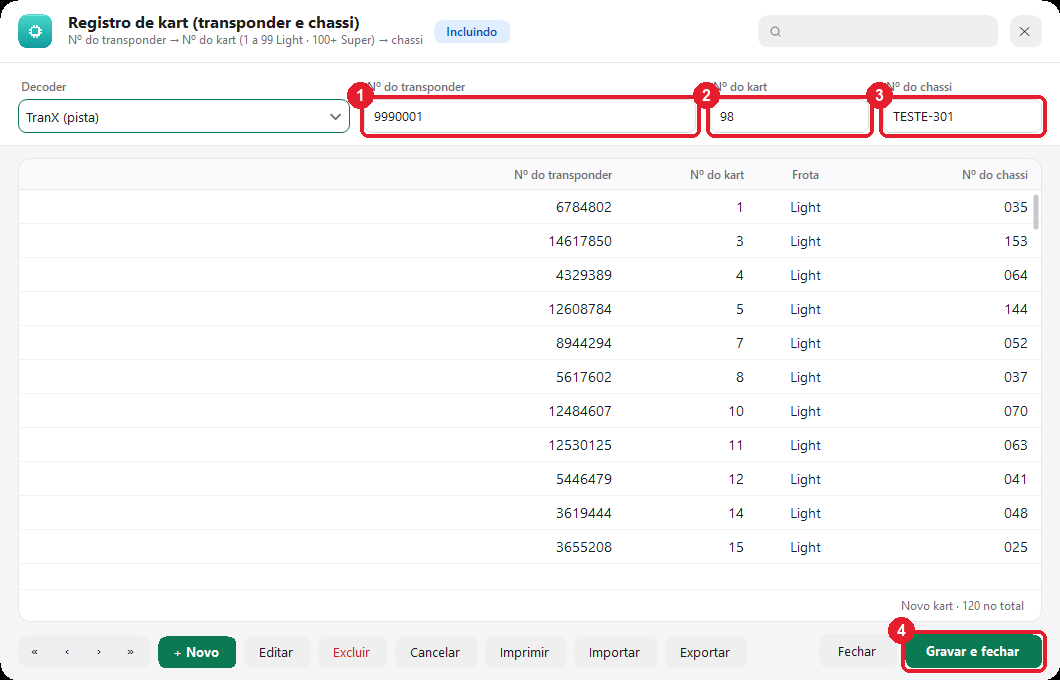 Registro de kart (transponder e chassi)
Nº do transponder → Nº do kart (1 a 99 Light · 100+ Super) → chassi
Incluindo
Decoder
Nº do transponder
Nº do kart
Nº do chassi
1
2
3
TranX (pista)
9990001
98
TESTE-301
Nº do transponder Nº do kart Frota Nº do chassi
6784802 1 Light 035
14617850 3 Light 153
4329389 4 Light 064
12608784 5 Light 144
8944294 7 Light 052
5617602 8 Light 037
12484607 10 Light 070
12530125 11 Light 063
5446479 12 Light 041
3619444 14 Light 048
3655208 15 Light 025
Novo kart · 120 no total
4
« ‹ › » + Novo Editar Excluir Cancelar Imprimir Importar Exportar Fechar Gravar e fechar